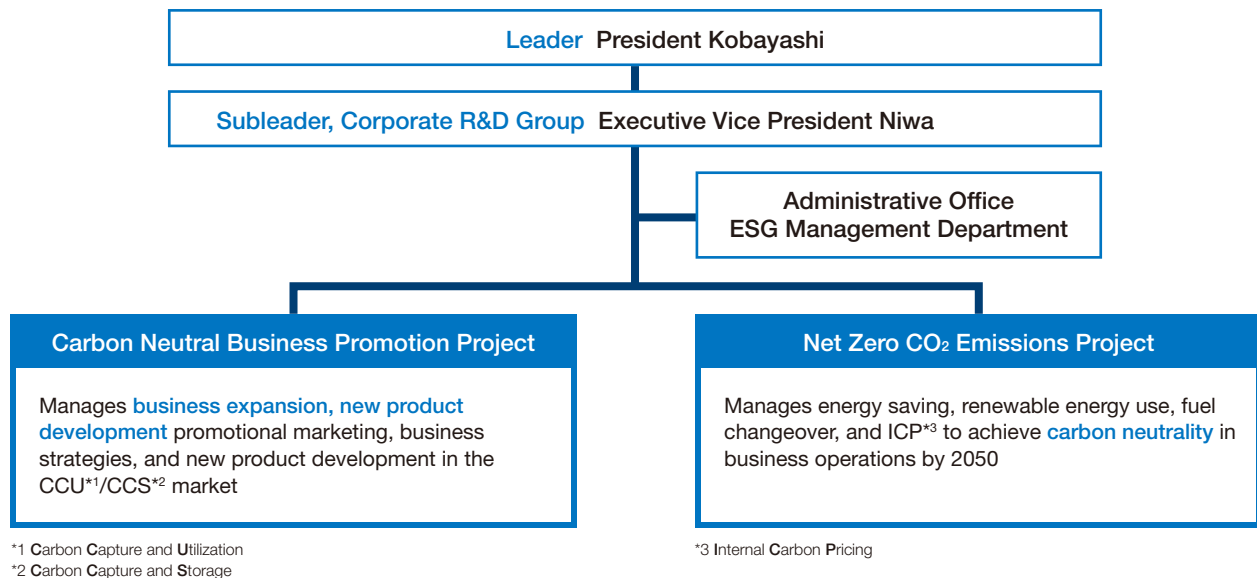 Leader President Kobayashi
Subleader, Corporate R&D Group Executive Vice President Niwa
Administrative Office
ESG Management Department
Carbon Neutral Business Promotion Project
Manages business expansion, new product
development promotional marketing, business
strategies, and new product development in the
CCU*1/CCS*2 market
*1 Carbon Capture and Utilization
*2 Carbon Capture and Storage
Net Zero CO2 Emissions Project
Manages energy saving, renewable energy use, fuel
changeover, and ICP*3 to achieve carbon neutrality in
business operations by 2050
*3 Internal Carbon Pricing